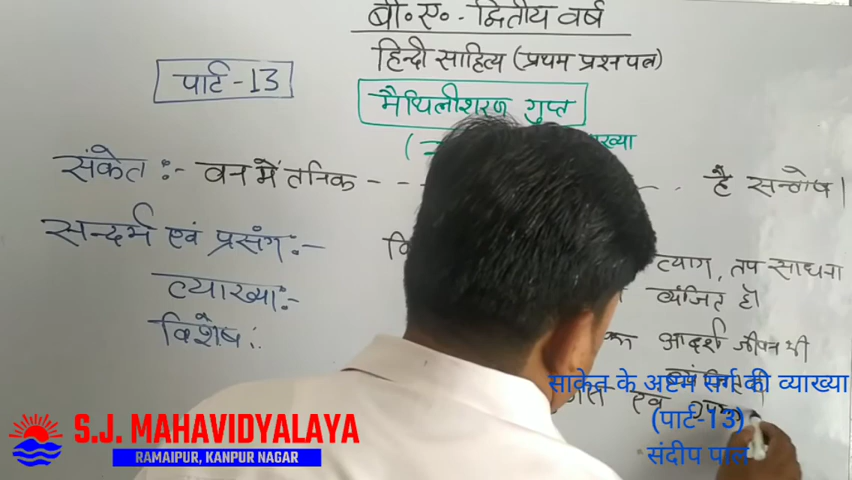 बी॰ए॰ - द्वितीय वर्ष
हिन्दी साहित्य (प्रथम प्रश्नपत्र)
पार्ट-13
मैथिलीशरण गुप्त
ख्या
संकेत :- वन में तनिक - - - . है सन्तोष।
सन्दर्भ एवं प्रसंग :-
त्याग, तप साधना
व्याख्या:-
व्यंजित हो
विशेष :
आदर्श जीवन भी
एवं
साकेत के अष्टम सर्ग की व्याख्या
(पार्ट-13)
संदीप पाल
S.J. MAHAVIDYALAYA
RAMAIPUR, KANPUR NAGAR